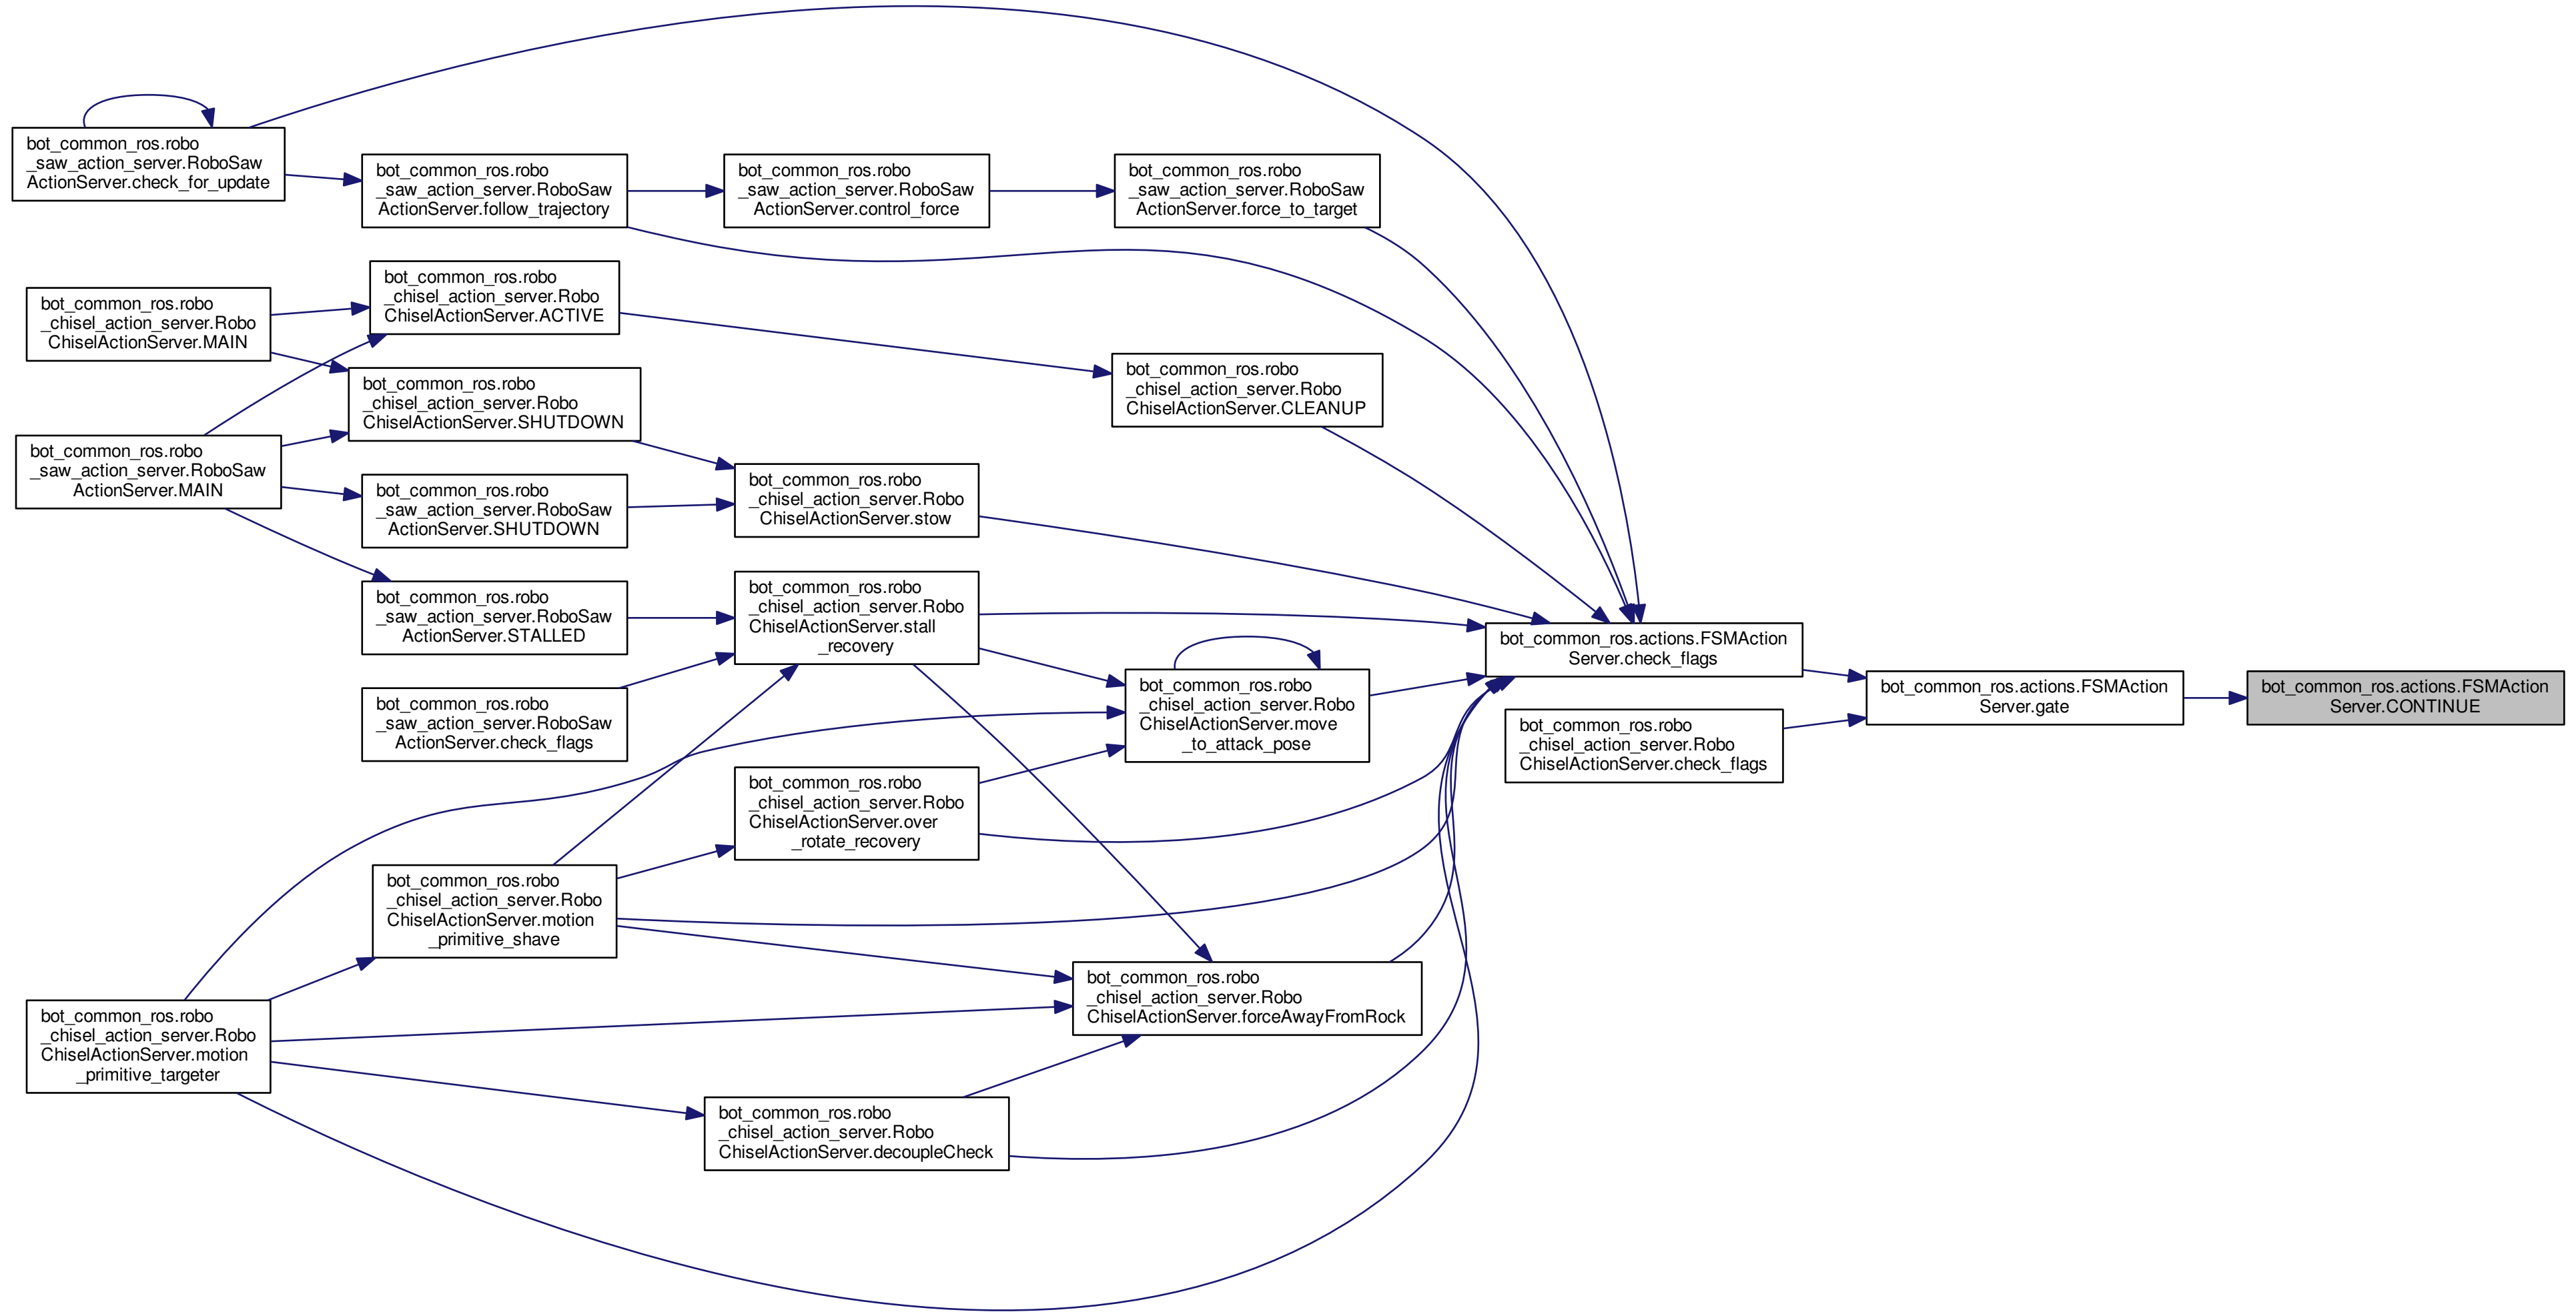 bot_common_ros.robo
_saw_action_server.RoboSaw
ActionServer.check_for_update
bot_common_ros.robo
_saw_action_server.RoboSaw
ActionServer.follow_trajectory
bot_common_ros.robo
_saw_action_server.RoboSaw
ActionServer.control_force
bot_common_ros.robo
_saw_action_server.RoboSaw
ActionServer.force_to_target
bot_common_ros.robo
_chisel_action_server.Robo
ChiselActionServer.ACTIVE
bot_common_ros.robo
_chisel_action_server.Robo
ChiselActionServer.MAIN
bot_common_ros.robo
_chisel_action_server.Robo
ChiselActionServer.CLEANUP
bot_common_ros.robo
_chisel_action_server.Robo
ChiselActionServer.SHUTDOWN
bot_common_ros.robo
_saw_action_server.RoboSaw
ActionServer.MAIN
bot_common_ros.robo
_saw_action_server.RoboSaw
ActionServer.SHUTDOWN
bot_common_ros.robo
_chisel_action_server.Robo
ChiselActionServer.stow
bot_common_ros.robo
_saw_action_server.RoboSaw
ActionServer.STALLED
bot_common_ros.robo
_chisel_action_server.Robo
ChiselActionServer.stall
_recovery
bot_common_ros.actions.FSMAction
Server.check_flags
bot_common_ros.robo
_saw_action_server.RoboSaw
ActionServer.check_flags
bot_common_ros.robo
_chisel_action_server.Robo
ChiselActionServer.move
_to_attack_pose
bot_common_ros.robo
_chisel_action_server.Robo
ChiselActionServer.check_flags
bot_common_ros.actions.FSMAction
Server.gate
bot_common_ros.actions.FSMAction
Server.CONTINUE
bot_common_ros.robo
_chisel_action_server.Robo
ChiselActionServer.over
_rotate_recovery
bot_common_ros.robo
_chisel_action_server.Robo
ChiselActionServer.motion
_primitive_shave
bot_common_ros.robo
_chisel_action_server.Robo
ChiselActionServer.forceAwayFromRock
bot_common_ros.robo
_chisel_action_server.Robo
ChiselActionServer.motion
_primitive_targeter
bot_common_ros.robo
_chisel_action_server.Robo
ChiselActionServer.decoupleCheck